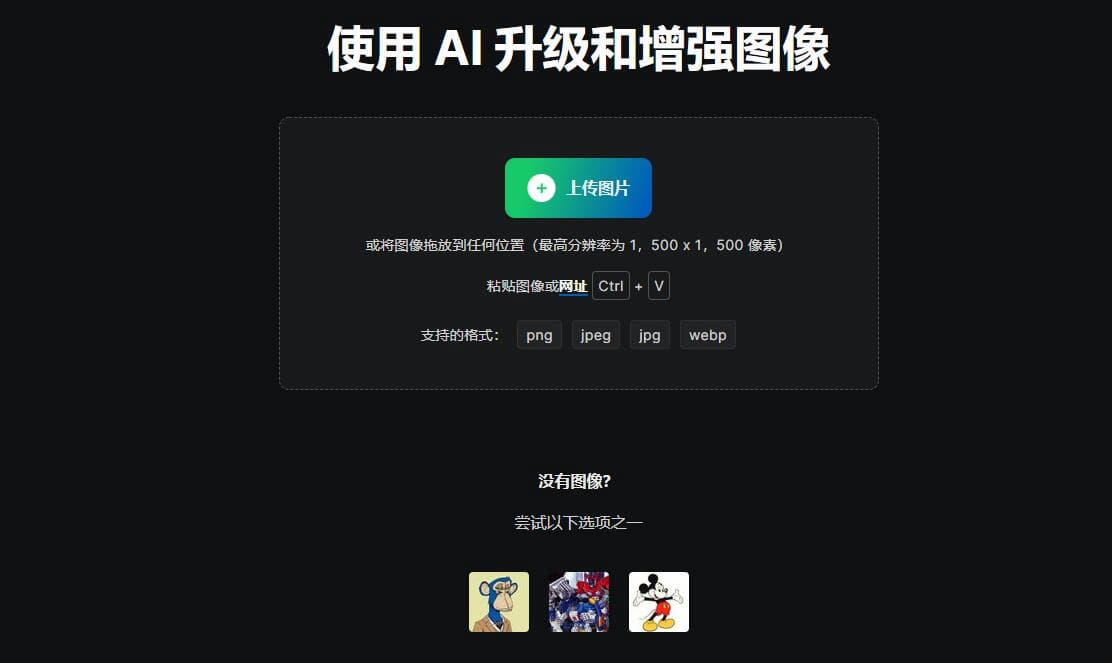 使用 AI 升级和增强图像
上传图片
或将图像拖放到任何位置（最高分辨率为 1，500 x 1，500 像素）
粘贴图像或网址 Ctrl + V
支持的格式： png jpeg jpg webp
没有图像?
尝试以下选项之一